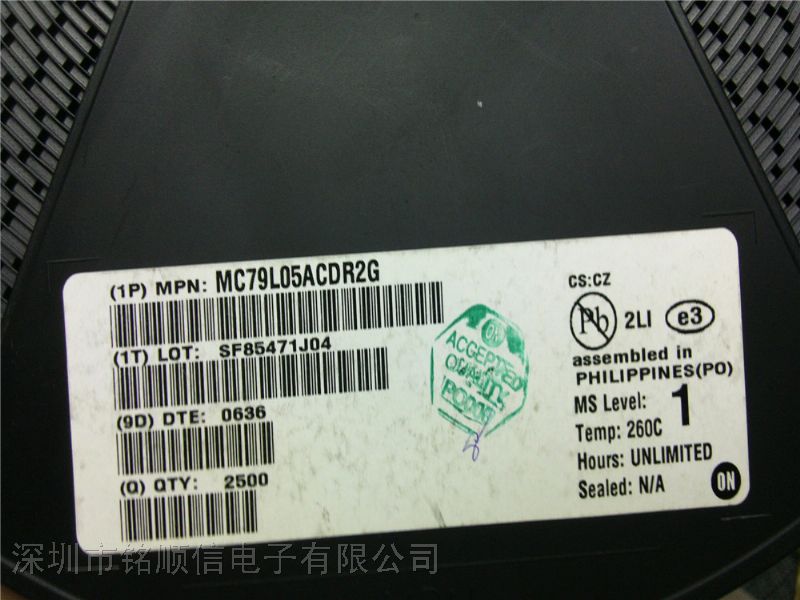 (1P) MPN: MC79L05ACDR2G
(1T) LOT: SF85471J04
(9D) DTE: 0636
(Q) QTY: 2500
ON
ACCEPTED
QUALITY
CS:CZ
Pb 2LI e3
assembled in
PHILIPPINES(PO)
MS Level: 1
Temp: 260C
Hours: UNLIMITED
Sealed: N/A
ON
深圳市铭顺信电子有限公司